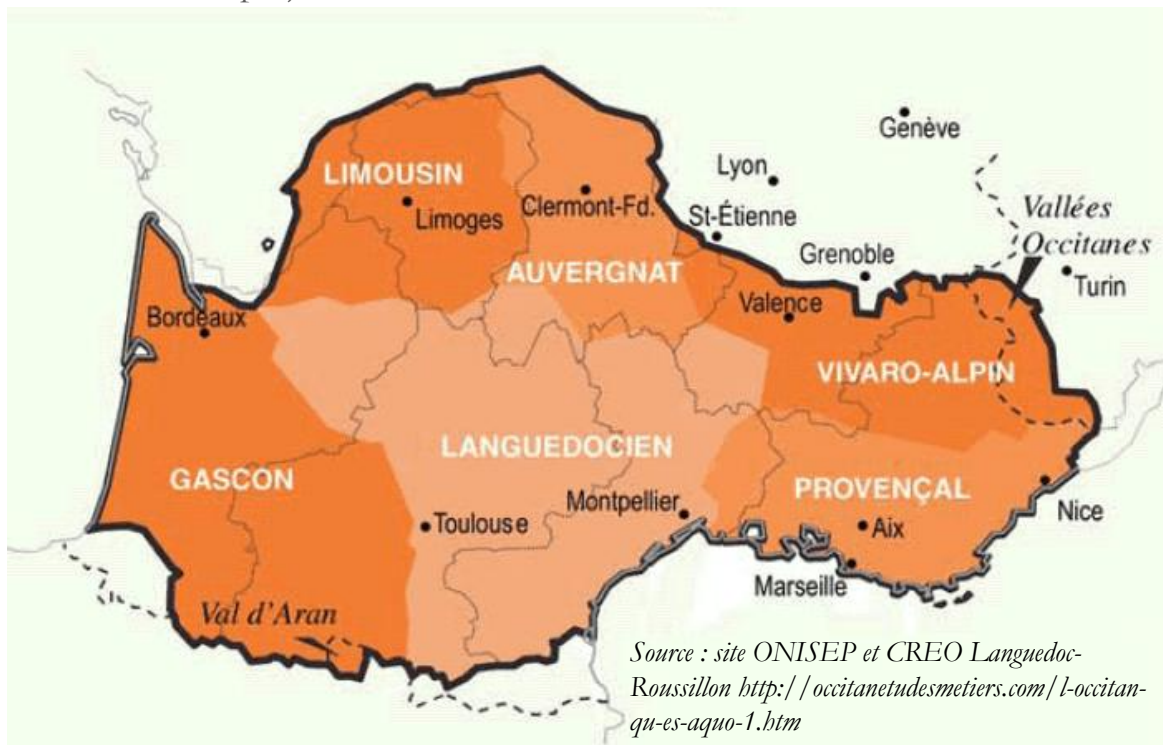 Genève
Lyon
LIMOUSIN
Limoges
Clermont-Fd.
St-Étienne
Vallées
Occitanes
Grenoble
Turin
AUVERGNAT
Valence
Bordeaux
VIVARO-ALPIN
LANGUEDOCIEN
GASCON
PROVENÇAL
Montpellier
Toulouse
Aix
Nice
Marseille
Val d'Aran
Source : site ONISEP et CREO Languedoc-
Roussillon http://occitanetudesmetiers.com/l-occitan-
qu-es-aquo-1.htm